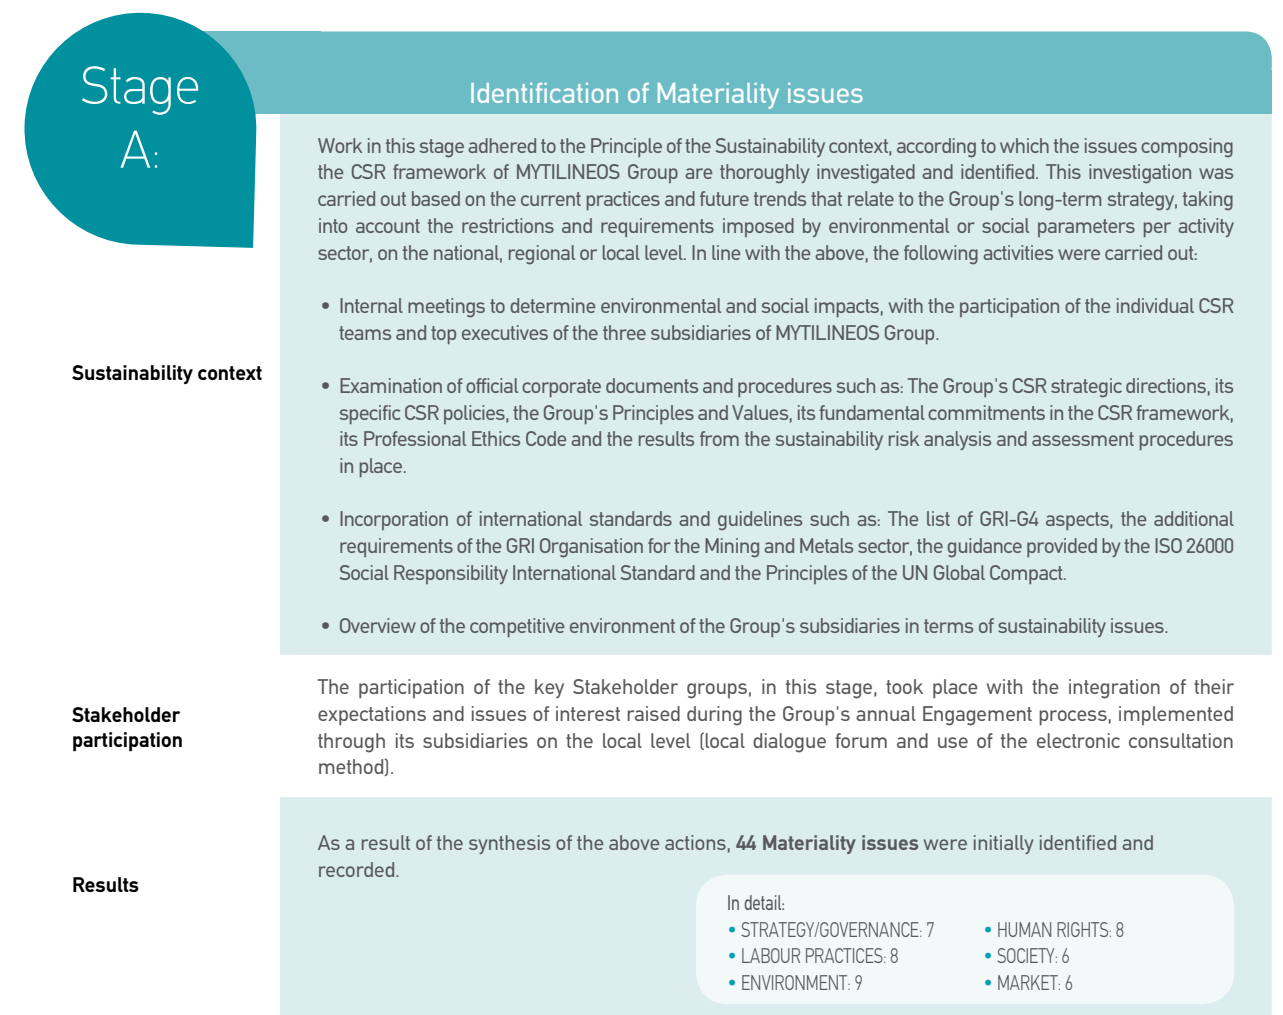 Stage
A:
Identification of Materiality issues
Work in this stage adhered to the Principle of the Sustainability context, according to which the issues composing
the CSR framework of MYTILINEOS Group are thoroughly investigated and identified. This investigation was
carried out based on the current practices and future trends that relate to the Group's long-term strategy, taking
into account the restrictions and requirements imposed by environmental or social parameters per activity
sector, on the national, regional or local level. In line with the above, the following activities were carried out:
• Internal meetings to determine environmental and social impacts, with the participation of the individual CSR
teams and top executives of the three subsidiaries of MYTILINEOS Group.
Sustainability context
• Examination of official corporate documents and procedures such as: The Group's CSR strategic directions, its
specific CSR policies, the Group's Principles and Values, its fundamental commitments in the CSR framework,
its Professional Ethics Code and the results from the sustainability risk analysis and assessment procedures
in place.
• Incorporation of international standards and guidelines such as: The list of GRI-G4 aspects, the additional
requirements of the GRI Organisation for the Mining and Metals sector, the guidance provided by the ISO 26000
Social Responsibility International Standard and the Principles of the UN Global Compact.
• Overview of the competitive environment of the Group's subsidiaries in terms of sustainability issues.
Stakeholder
participation
The participation of the key Stakeholder groups, in this stage, took place with the integration of their
expectations and issues of interest raised during the Group's annual Engagement process, implemented
through its subsidiaries on the local level (local dialogue forum and use of the electronic consultation
method).
Results
As a result of the synthesis of the above actions, 44 Materiality issues were initially identified and
recorded.
In detail:
• STRATEGY/GOVERNANCE: 7
• LABOUR PRACTICES: 8
• ENVIRONMENT: 9
• HUMAN RIGHTS: 8
• SOCIETY: 6
• MARKET: 6